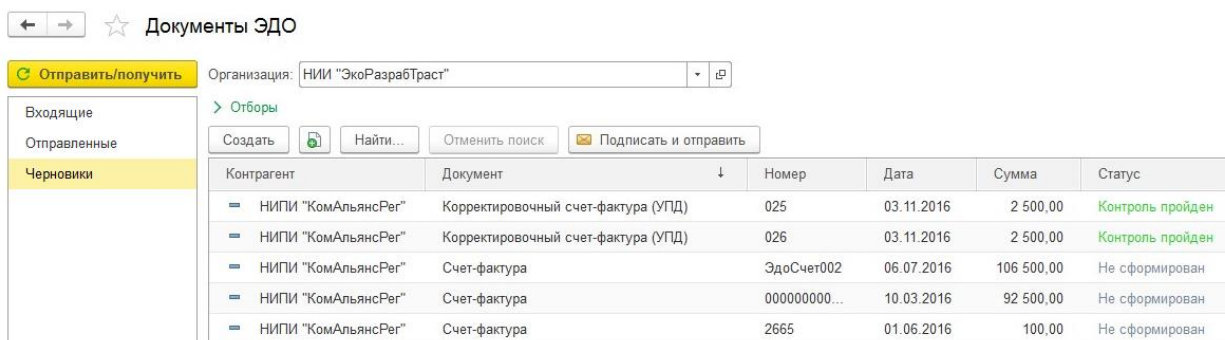 Документы ЭДО
Отправить/получить Организация: НИИ "ЭкоРазрабТраст"
Входящие
Отправленные
Черновики
Отборы
Создать Найти... Отменить поиск Подписать и отправить
Контрагент Документ ↓ Номер Дата Сумма Статус
НИПИ "КомАльянсРег" Корректировочный счет-фактура (УПД) 025 03.11.2016 2 500,00 Контроль пройден
НИПИ "КомАльянсРег" Корректировочный счет-фактура (УПД) 026 03.11.2016 2 500,00 Контроль пройден
НИПИ "КомАльянсРег" Счет-фактура ЭдоСчет002 06.07.2016 106 500,00 Не сформирован
НИПИ "КомАльянсРег" Счет-фактура 000000000... 10.03.2016 92 500,00 Не сформирован
НИПИ "КомАльянсРег" Счет-фактура 2665 01.06.2016 100,00 Не сформирован